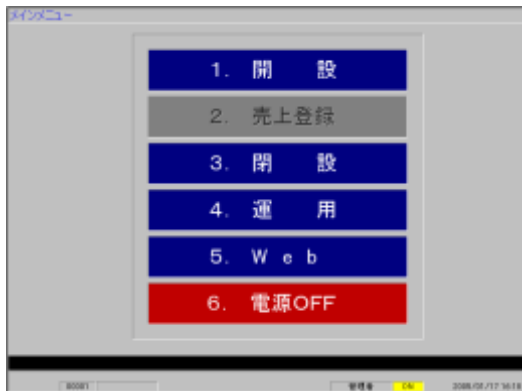 メインメニュー
1. 開 設
2. 売上登録
3. 閉 設
4. 運 用
5. Web
6. 電源OFF
管理者 ON